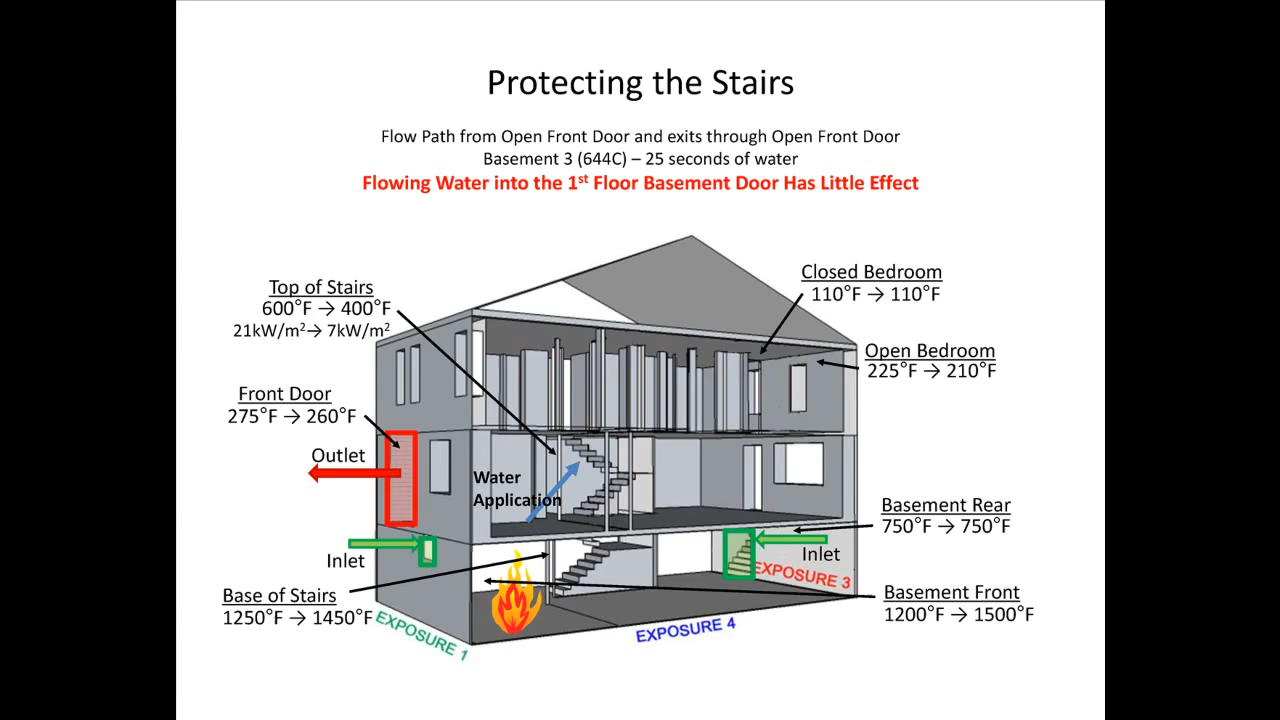 Protecting the Stairs
Flow Path from Open Front Door and exits through Open Front Door
Basement 3 (644C) – 25 seconds of water
Flowing Water into the 1st Floor Basement Door Has Little Effect
Top of Stairs
600°F → 400°F
21kW/m²→ 7kW/m²
Closed Bedroom
110°F → 110°F
Open Bedroom
225°F → 210°F
Front Door
275°F → 260°F
Outlet
Water
Application
Basement Rear
750°F → 750°F
Inlet
Inlet
EXPOSURE 3
Base of Stairs
1250°F → 1450°F
Basement Front
1200°F → 1500°F
EXPOSURE 1
EXPOSURE 4